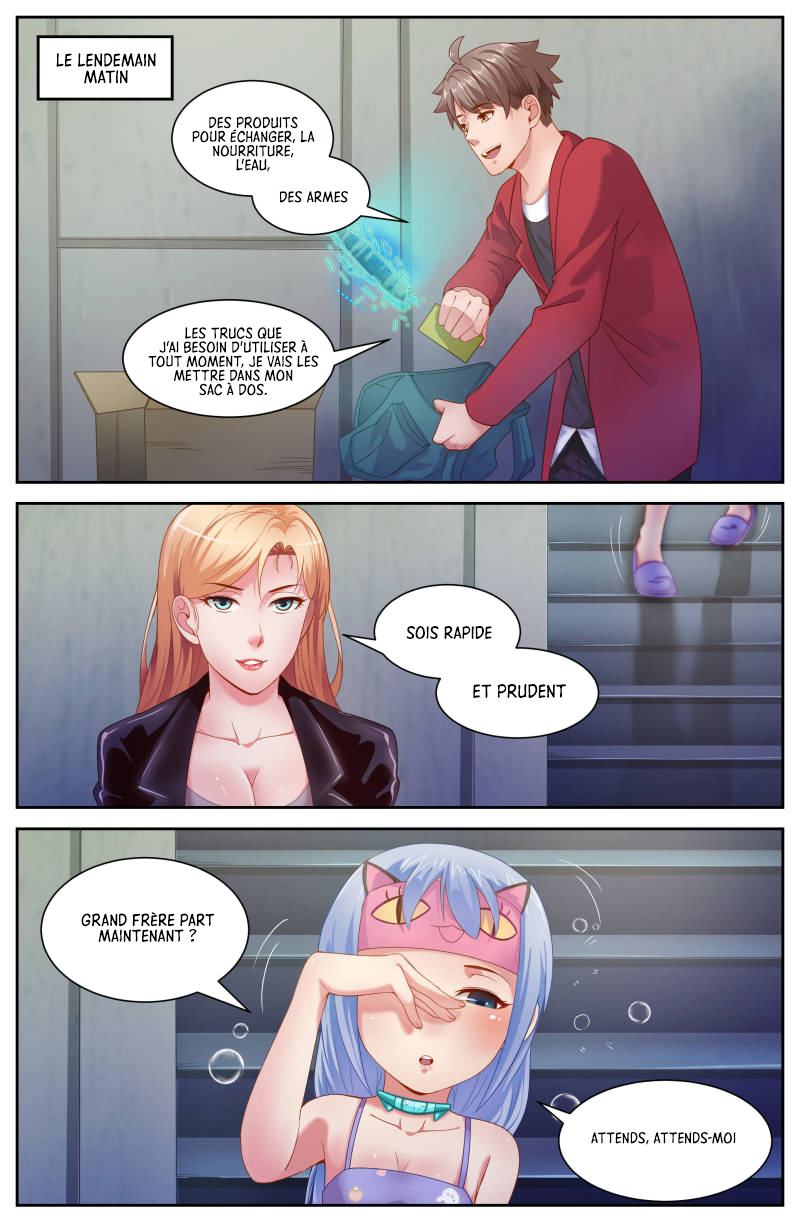 LE LENDEMAIN
MATIN
DES PRODUITS
POUR ÉCHANGER, LA
NOURRITURE,
L'EAU,
DES ARMES
LES TRUCS QUE
J'AI BESOIN D'UTILISER À
TOUT MOMENT, JE VAIS LES
METTRE DANS MON
SAC À DOS.
SOIS RAPIDE
ET PRUDENT
GRAND FRÈRE PART
MAINTENANT ?
ATTENDS, ATTENDS-MOI